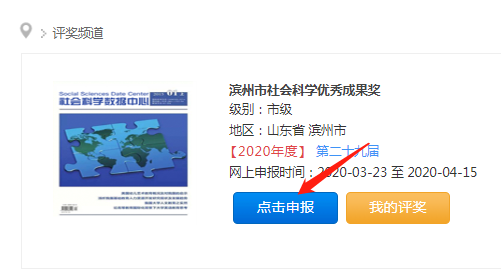 评奖频道
Social Sciences Data Center
社会科学数据中心
滨州市社会科学优秀成果奖
级别：市级
地区：山东省 滨州市
【2020年度】 第二十九届
网上申报时间：2020-03-23 至 2020-04-15
点击申报
我的评奖